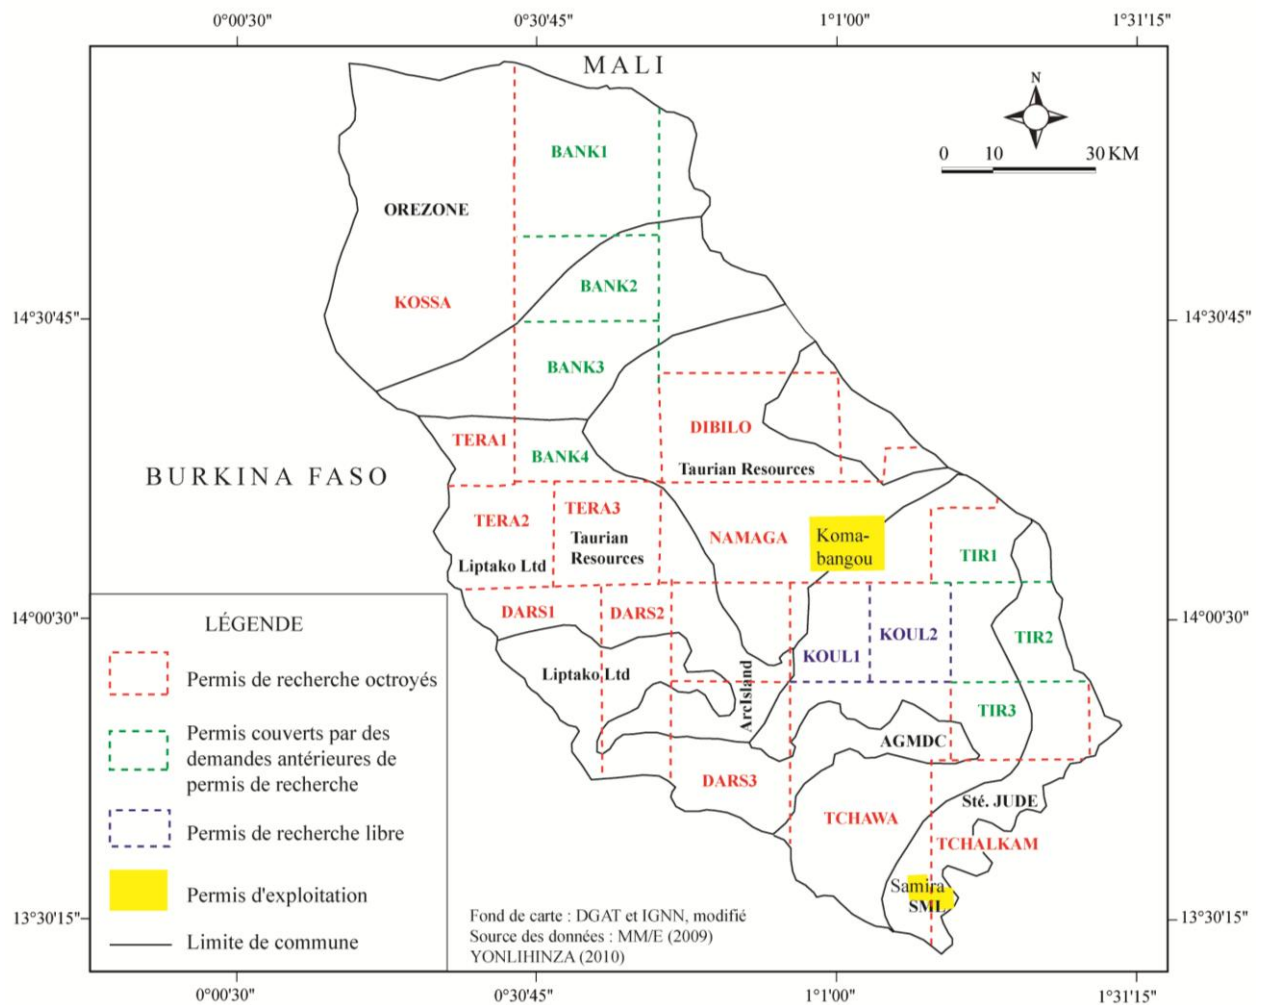 0°00'30" 0°30'45" 1°1'00" 1°31'15"
MALI
N
0 10 30 KM
BANK1
OREZONE
BANK2
KOSSA
14°30'45" 14°30'45"
BANK3
DIBILO
TERA1
BANK4
Taurian Resources
BURKINA FASO
TERA2
TERA3
Taurian
Resources
Liptako Ltd
NAMAGA
Koma-
bangou
TIR1
DARS1
DARS2
14°00'30" 14°00'30"
KOUL1
KOUL2
TIR2
Liptako Ltd
ArcIsland
TIR3
AGMDC
DARS3
TCHAWA
Sté. JUDE
TCHALKAM
Samira
SML
LÉGENDE
Permis de recherche octroyés
Permis couverts par des
demandes antérieures de
permis de recherche
Permis de recherche libre
Permis d'exploitation
Limite de commune
13°30'15" 13°30'15"
Fond de carte : DGAT et IGNN, modifié
Source des données : MM/E (2009)
YONLIHINZA (2010)
0°00'30" 0°30'45" 1°1'00" 1°31'15"